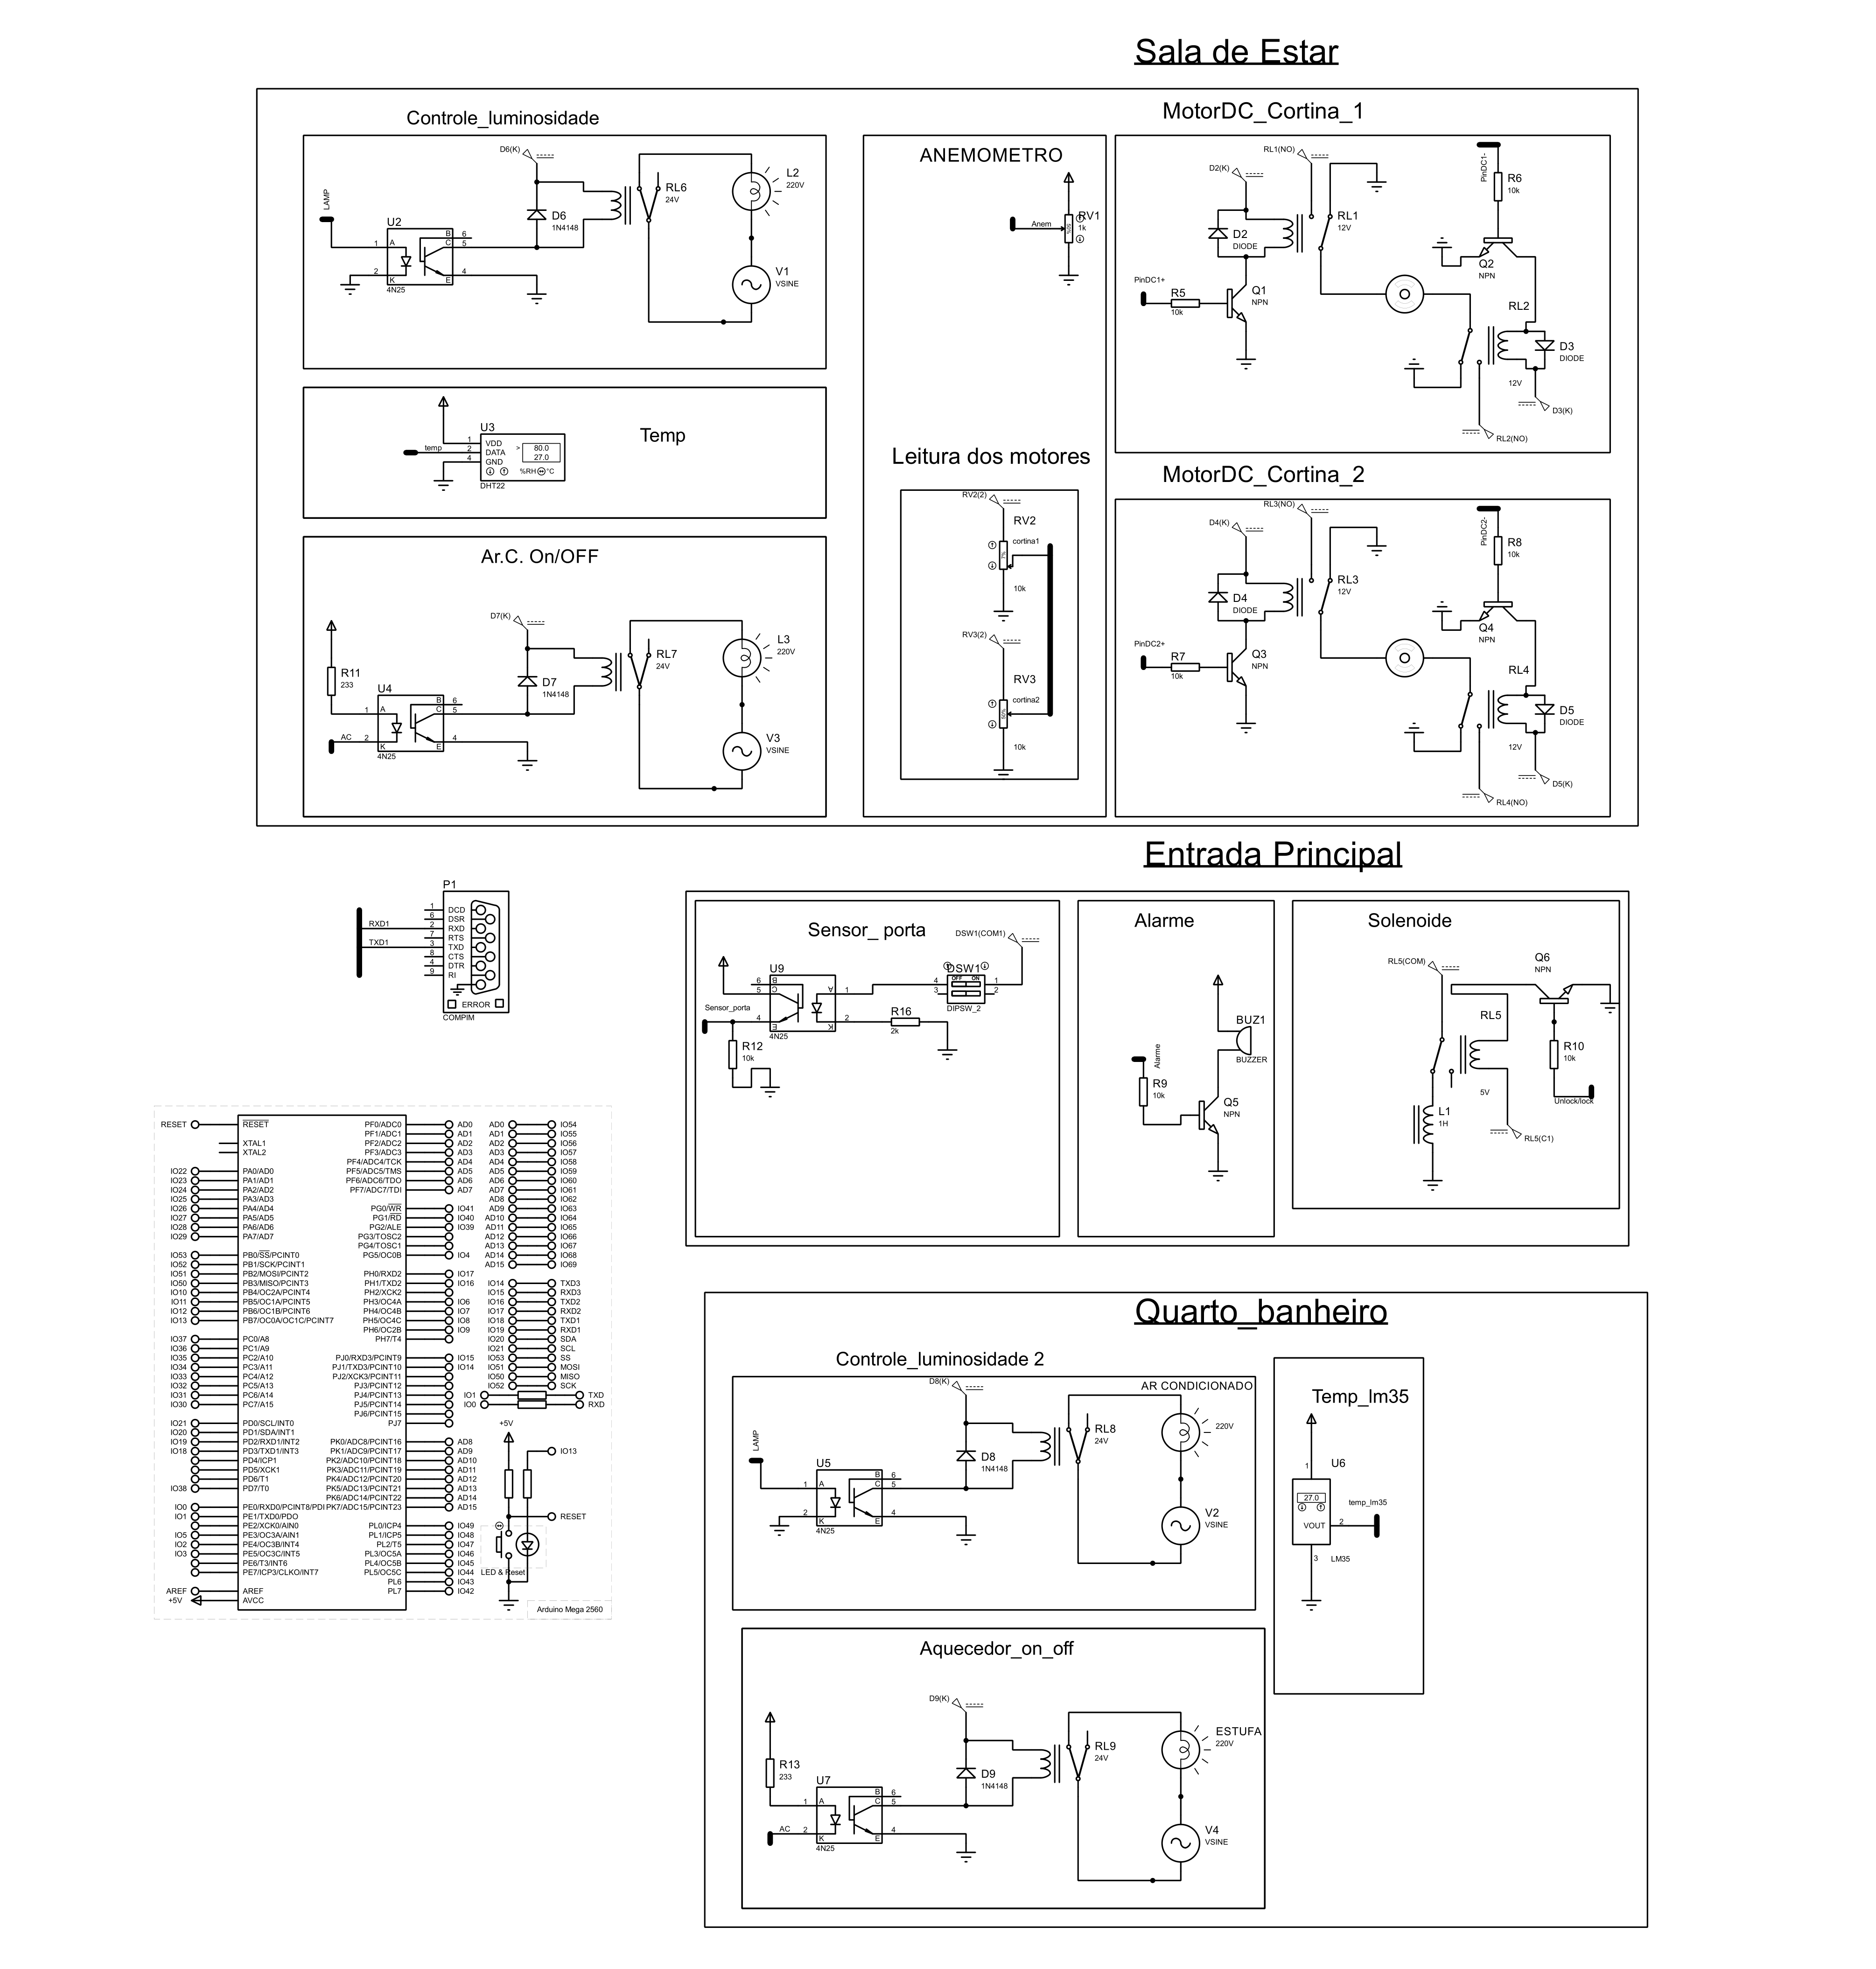 Sala de Estar
Controle_luminosidade
D6(K)
LAMP
U2
1
A
B
6
C
5
2
K
E
4
4N25
D6
1N4148
RL6
24V
L2
220V
V1
VSINE
Temp
U3
temp
1
VDD
2
DATA
4
GND
>
80.0
27.0
%RH
°C
DHT22
Ar.C. On/OFF
D7(K)
R11
233
U4
1
A
B
6
C
5
AC
2
K
E
4
4N25
D7
1N4148
RL7
24V
L3
220V
V3
VSINE
ANEMOMETRO
Anem
RV1
1k
50%
Leitura dos motores
RV2(2)
RV2
cortina1
10k
RV3(2)
RV3
cortina2
50%
10k
MotorDC_Cortina_1
D2(K)
RL1(NO)
D2
DIODE
RL1
12V
PinDC1+
R5
10k
Q1
NPN
PinDC1-
R6
10k
Q2
NPN
RL2
D3
DIODE
12V
D3(K)
RL2(NO)
MotorDC_Cortina_2
D4(K)
RL3(NO)
D4
DIODE
RL3
12V
PinDC2+
R7
10k
Q3
NPN
PinDC2-
R8
10k
Q4
NPN
RL4
D5
DIODE
12V
D5(K)
RL4(NO)
Entrada Principal
P1
1
DCD
6
DSR
RXD1
2
RXD
7
RTS
TXD1
3
TXD
8
CTS
4
DTR
9
RI
ERROR
COMPIM
Sensor_ porta
DSW1(COM1)
U9
6
B
5
C
A
1
Sensor_porta
4
E
K
2
4N25
R12
10k
R16
2k
DSW1
OFF ON
4
1
3
2
DIPSW_2
Alarme
Alarme
BUZ1
BUZZER
R9
10k
Q5
NPN
Solenoide
RL5(COM)
Q6
NPN
RL5
R10
10k
5V
Unlock/lock
L1
1H
RL5(C1)
RESET
RESET
XTAL1
XTAL2
IO22 PA0/AD0
IO23 PA1/AD1
IO24 PA2/AD2
IO25 PA3/AD3
IO26 PA4/AD4
IO27 PA5/AD5
IO28 PA6/AD6
IO29 PA7/AD7
IO53 PB0/SS/PCINT0
IO52 PB1/SCK/PCINT1
IO51 PB2/MOSI/PCINT2
IO50 PB3/MISO/PCINT3
IO10 PB4/OC2A/PCINT4
IO11 PB5/OC1A/PCINT5
IO12 PB6/OC1B/PCINT6
IO13 PB7/OC0A/OC1C/PCINT7
IO37 PC0/A8
IO36 PC1/A9
IO35 PC2/A10
IO34 PC3/A11
IO33 PC4/A12
IO32 PC5/A13
IO31 PC6/A14
IO30 PC7/A15
IO21 PD0/SCL/INT0
IO20 PD1/SDA/INT1
IO19 PD2/RXD1/INT2
IO18 PD3/TXD1/INT3
PD4/ICP1
PD5/XCK1
PD6/T1
IO38 PD7/T0
IO0 PE0/RXD0/PCINT8/PDI
IO1 PE1/TXD0/PDO
PE2/XCK0/AIN0
IO5 PE3/OC3A/AIN1
IO2 PE4/OC3B/INT4
IO3 PE5/OC3C/INT5
PE6/T3/INT6
PE7/ICP3/CLKO/INT7
AREF AREF
+5V AVCC
PF0/ADC0 AD0
PF1/ADC1 AD1
PF2/ADC2 AD2
PF3/ADC3 AD3
PF4/ADC4/TCK AD4
PF5/ADC5/TMS AD5
PF6/ADC6/TDO AD6
PF7/ADC7/TDI AD7
PG0/WR IO41
PG1/RD IO40
PG2/ALE IO39
PG3/TOSC2
PG4/TOSC1
PG5/OC0B IO4
PH0/RXD2 IO17
PH1/TXD2 IO16
PH2/XCK2
PH3/OC4A IO6
PH4/OC4B IO7
PH5/OC4C IO8
PH6/OC2B IO9
PH7/T4
PJ0/RXD3/PCINT9 IO15
PJ1/TXD3/PCINT10 IO14
PJ2/XCK3/PCINT11
PJ3/PCINT12
PJ4/PCINT13
PJ5/PCINT14
PJ6/PCINT15
PJ7
PK0/ADC8/PCINT16 AD8
PK1/ADC9/PCINT17 AD9
PK2/ADC10/PCINT18 AD10
PK3/ADC11/PCINT19 AD11
PK4/ADC12/PCINT20 AD12
PK5/ADC13/PCINT21 AD13
PK6/ADC14/PCINT22 AD14
PK7/ADC15/PCINT23 AD15
PL0/ICP4 IO49
PL1/ICP5 IO48
PL2/T5 IO47
PL3/OC5A IO46
PL4/OC5B IO45
PL5/OC5C IO44
PL6 IO43
PL7 IO42
AD0 IO54
AD1 IO55
AD2 IO56
AD3 IO57
AD4 IO58
AD5 IO59
AD6 IO60
AD7 IO61
AD8 IO62
AD9 IO63
AD10 IO64
AD11 IO65
AD12 IO66
AD13 IO67
AD14 IO68
AD15 IO69
IO14 TXD3
IO15 RXD3
IO16 TXD2
IO17 RXD2
IO18 TXD1
IO19 RXD1
IO20 SDA
IO21 SCL
IO53 SS
IO51 MOSI
IO50 MISO
IO52 SCK
IO1 TXD
IO0 RXD
+5V
IO13
RESET
LED & Reset
Arduino Mega 2560
Quarto_banheiro
Controle_luminosidade 2
D8(K)
AR CONDICIONADO
LAMP
U5
1
A
B
6
C
5
2
K
E
4
4N25
D8
1N4148
RL8
24V
220V
V2
VSINE
Temp_lm35
1
U6
27.0
temp_lm35
VOUT
2
3
LM35
Aquecedor_on_off
D9(K)
R13
233
U7
1
A
B
6
C
5
AC
2
K
E
4
4N25
D9
1N4148
RL9
24V
ESTUFA
220V
V4
VSINE